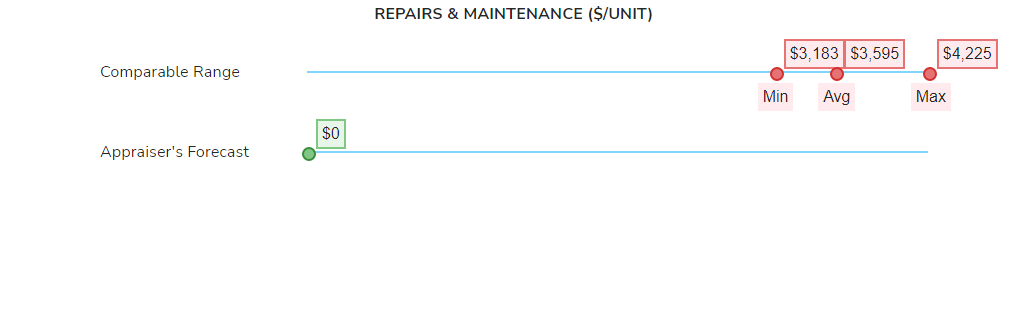 REPAIRS & MAINTENANCE ($/UNIT)
$3,183 $3,595 $4,225
Comparable Range
Min Avg Max
$0
Appraiser's Forecast